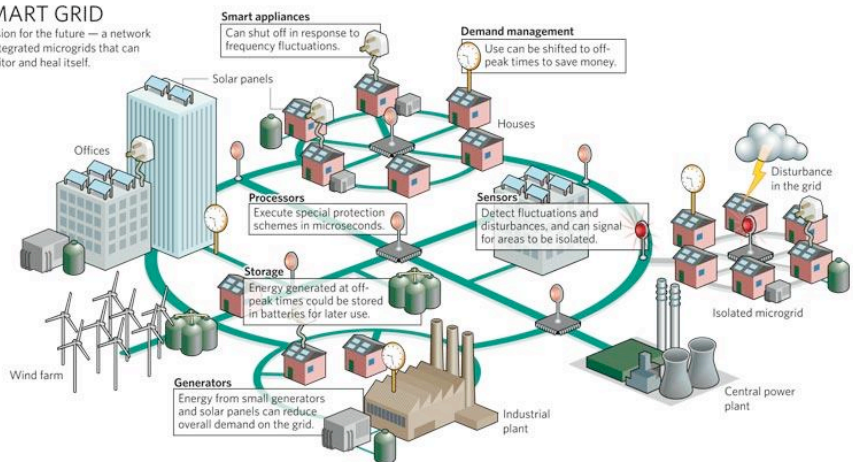 MART GRID
sion for the future — a network
tegrated microgrids that can
itor and heal itself.
Smart appliances
Can shut off in response to
frequency fluctuations.
Demand management
Use can be shifted to off-
peak times to save money.
Solar panels
Houses
Offices
Disturbance
in the grid
Processors
Execute special protection
schemes in microseconds.
Sensors
Detect fluctuations and
disturbances, and can signal
for areas to be isolated.
Storage
Energy generated at off-
peak times could be stored
in batteries for later use.
Isolated microgrid
Wind farm
Generators
Energy from small generators
and solar panels can reduce
overall demand on the grid.
Industrial
plant
Central power
plant